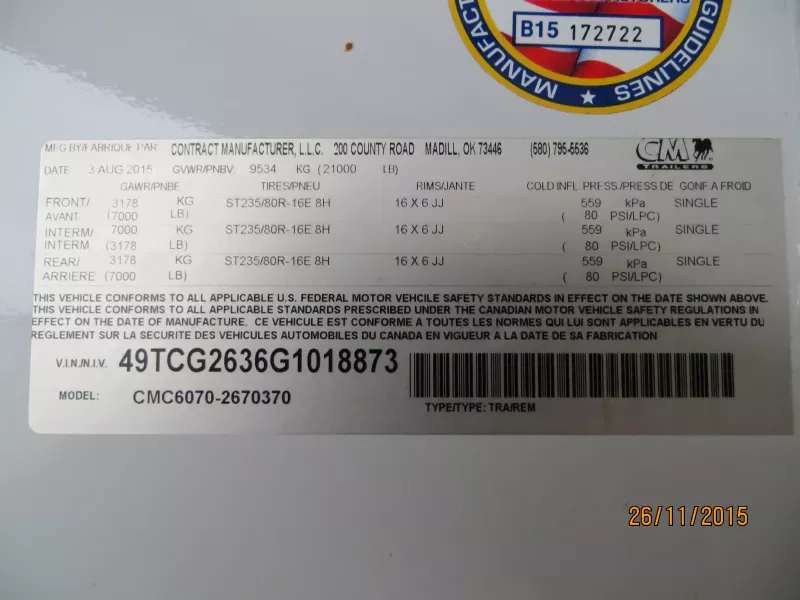 B15 172722
MANUFACT
GUIDELINES
MFG BY/FABRIQUE PAR CONTRACT MANUFACTURER, L.L.C. 200 COUNTY ROAD MADILL, OK 73446 (580) 795-5536
CM
TRAILERS
DATE 3 AUG 2015 GVWR/PNBV: 9534 KG (21000 LB)
GAWR/PNBE TIRES/PNEU RIMS/JANTE COLD INFL PRESS/PRESS DE GONF A FROID
FRONT/ 3178 KG ST235/80R-16E 8H 16 X 6 JJ 559 kPa SINGLE
AVANT (7000 LB) ( 80 PSI/LPC)
INTERM/ 7000 KG ST235/80R-16E 8H 16 X 6 JJ 559 kPa SINGLE
INTERM (3178 LB) ( 80 PSI/LPC)
REAR/ 3178 KG ST235/80R-16E 8H 16 X 6 JJ 559 kPa SINGLE
ARRIERE (7000 LB) ( 80 PSI/LPC)
THIS VEHICLE CONFORMS TO ALL APPLICABLE U.S. FEDERAL MOTOR VEHCILE SAFETY STANDARDS IN EFFECT ON THE DATE SHOWN ABOVE.
THIS VEHICLE CONFORMS TO ALL APPLICABLE STANDARDS PRESCRIBED UNDER THE CANADIAN MOTOR VEHICLE SAFETY REGULATIONS IN
EFFECT ON THE DATE OF MANUFACTURE. CE VEHICULE EST CONFORME A TOUTES LES NORMES QUI LUI SONT APPLICABLES EN VERTU DU
REGLEMENT SUR LA SECURITE DES VEHICULES AUTOMOBILES DU CANADA EN VIGUEUR A LA DATE DE SA FABRICATION
V.I.N./N.I.V. 49TCG2636G1018873
MODEL: CMC6070-2670370
TYPE/TYPE: TRA/REM
26/11/2015